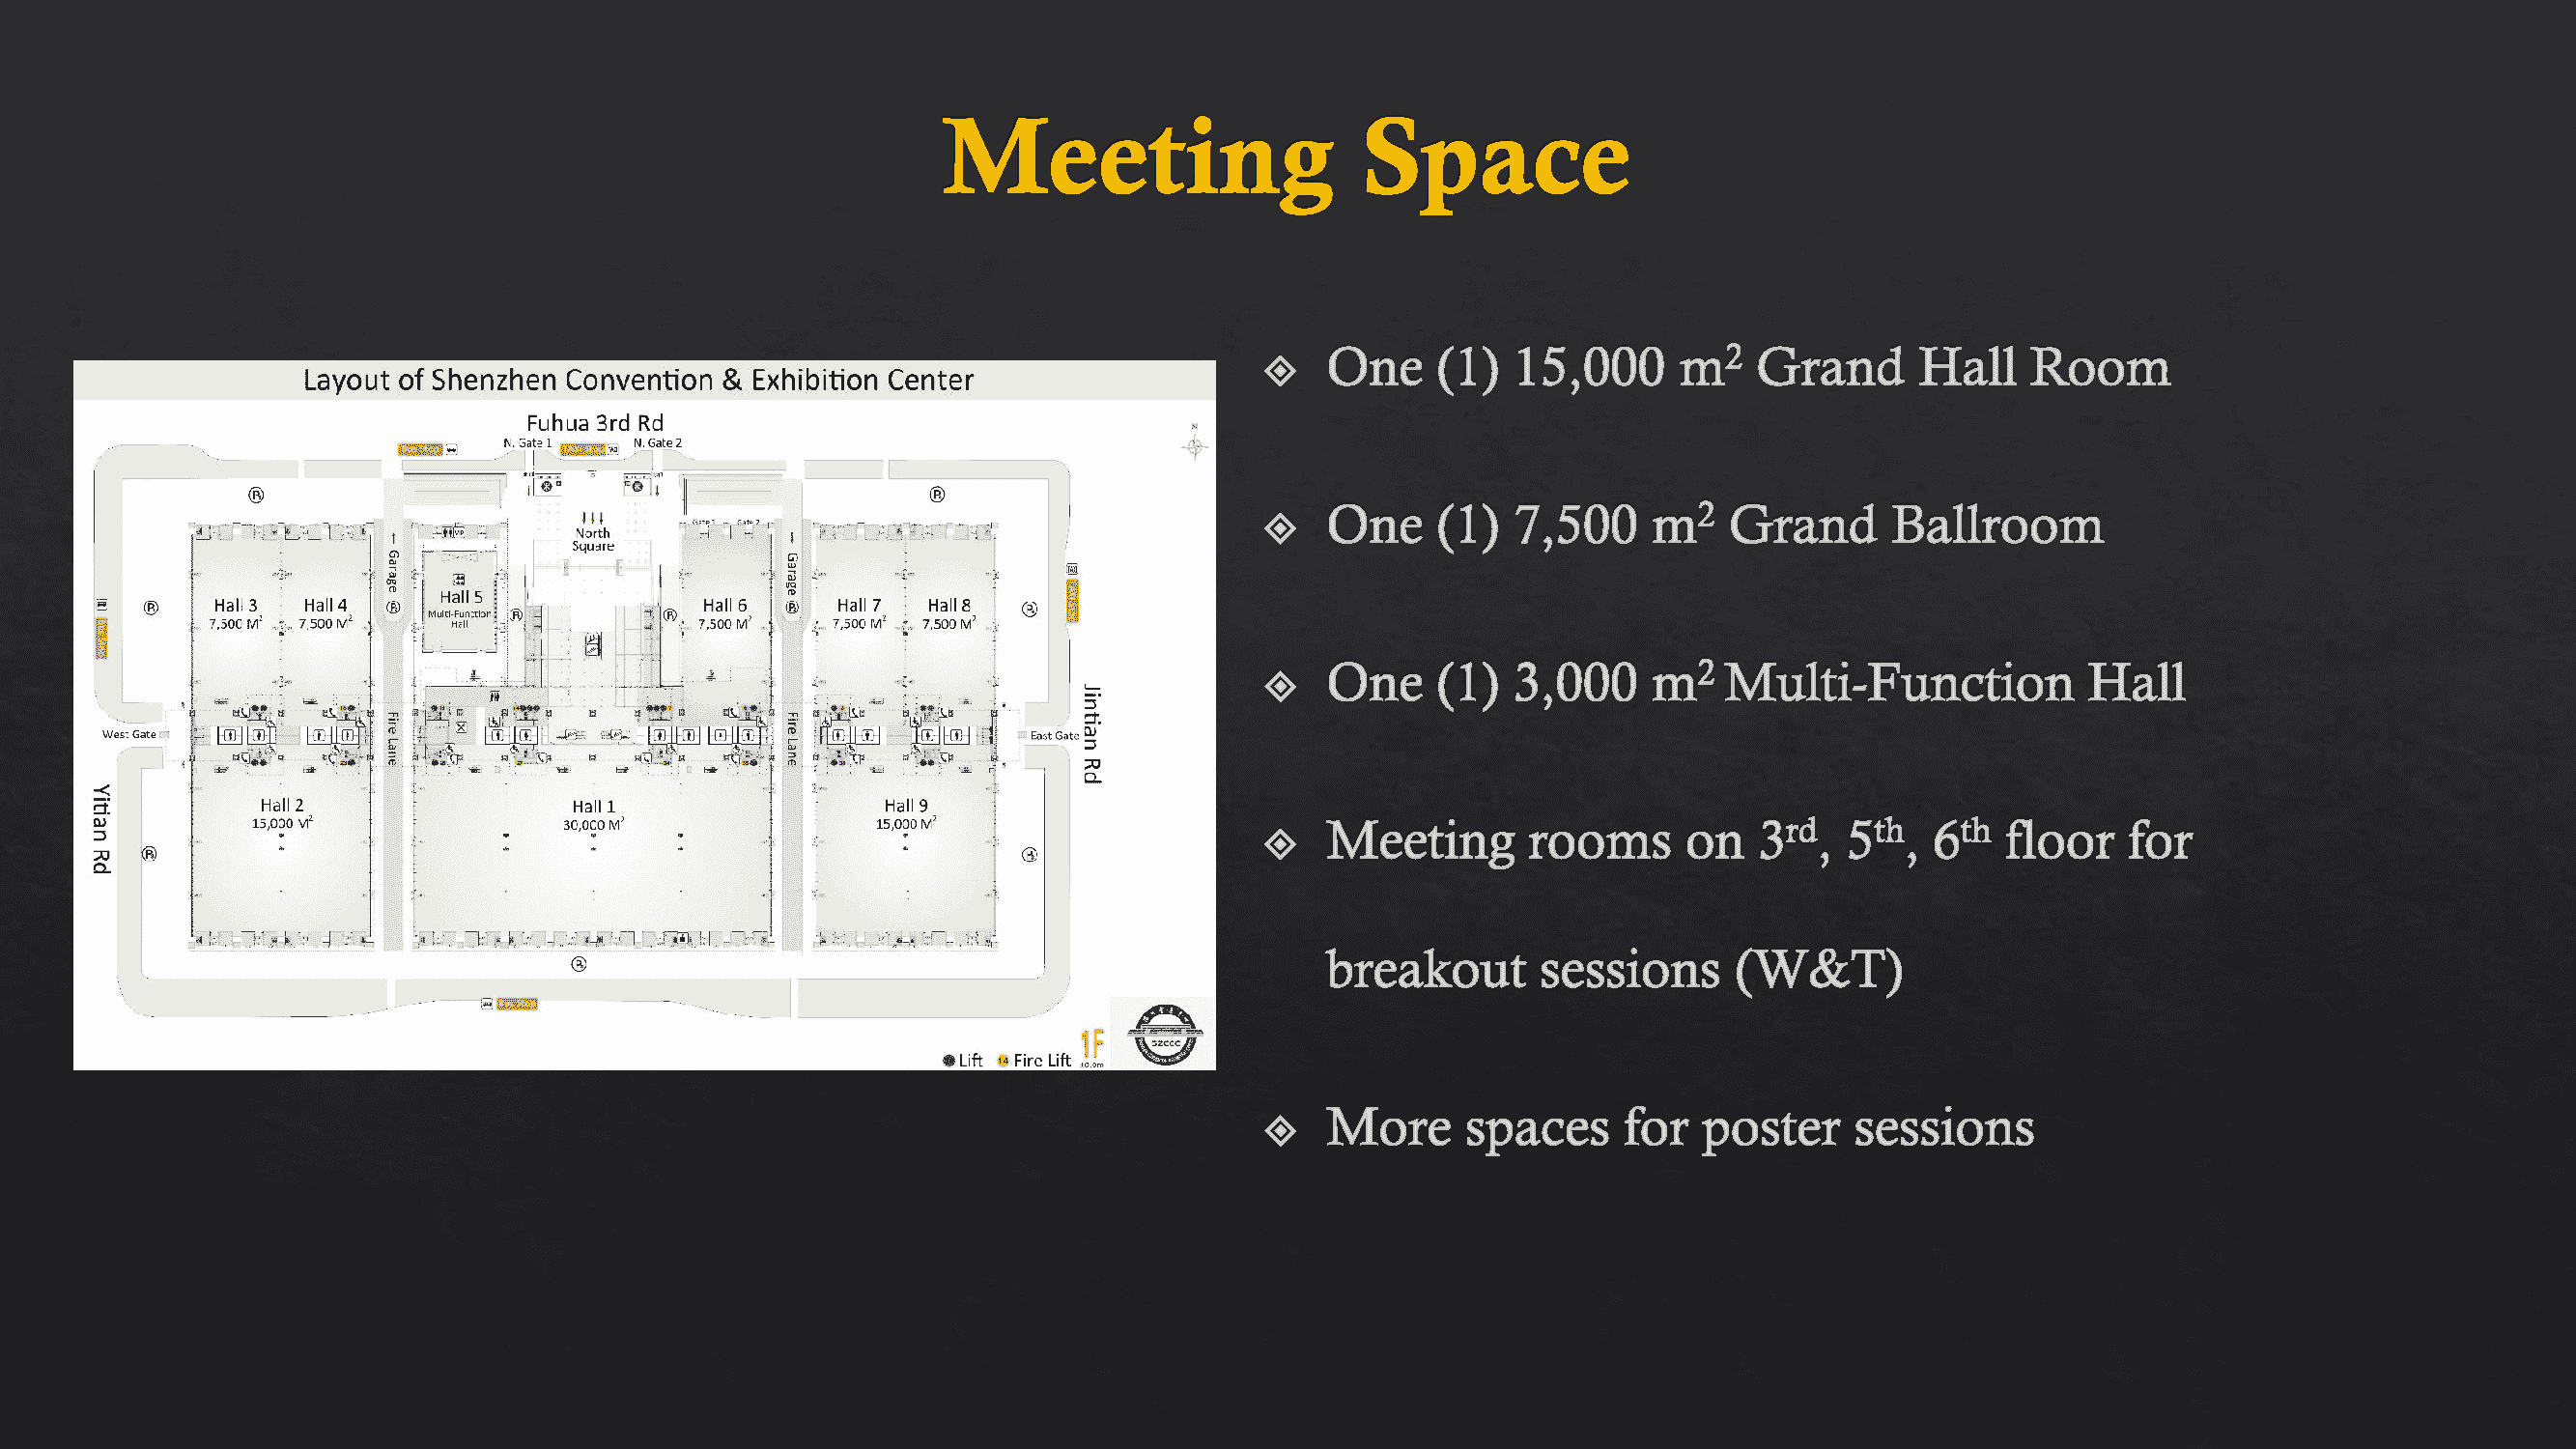 Meeting Space
Layout of Shenzhen Convention & Exhibition Center
Fuhua 3rd Rd
N. Gate 1
N. Gate 2
N
North
Square
Gate 1
Gate 2
VIP
Garage
Garage
Hall 3
7,500 M²
Hall 4
7,500 M²
Hall 5
Multi-Function
Hall
Hall 6
7,500 M²
Hall 7
7,500 M²
Hall 8
7,500 M²
Fire Lane
Fire Lane
West Gate
East Gate
Jintian Rd
Yitian Rd
Hall 2
15,000 M²
Hall 1
30,000 M²
Hall 9
15,000 M²
Lift
14 Fire Lift
1F
SZCEC
One (1) 15,000 m² Grand Hall Room
One (1) 7,500 m² Grand Ballroom
One (1) 3,000 m² Multi-Function Hall
Meeting rooms on 3rd, 5th, 6th floor for
breakout sessions (W&T)
More spaces for poster sessions